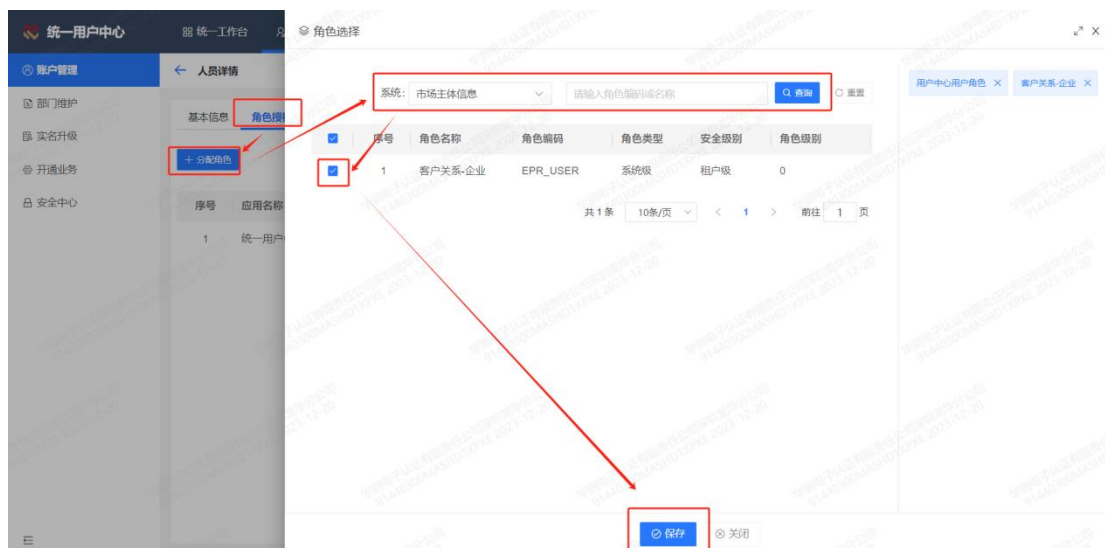 统一用户中心
统一工作台
角色选择
账户管理
部门维护
实名升级
开通业务
安全中心
← 人员详情
基本信息 角色授
+ 分配角色
序号 应用名称
1 统一用户
系统: 市场主体信息 请输入角色编码或名称 查询 重置
序号 角色名称 角色编码 角色类型 安全级别 角色级别
1 客户关系-企业 EPR_USER 系统级 租户级 0
共 1 条 10条/页 < 1 > 前往 1 页
用户中心用户角色 × 客户关系-企业 ×
保存 关闭